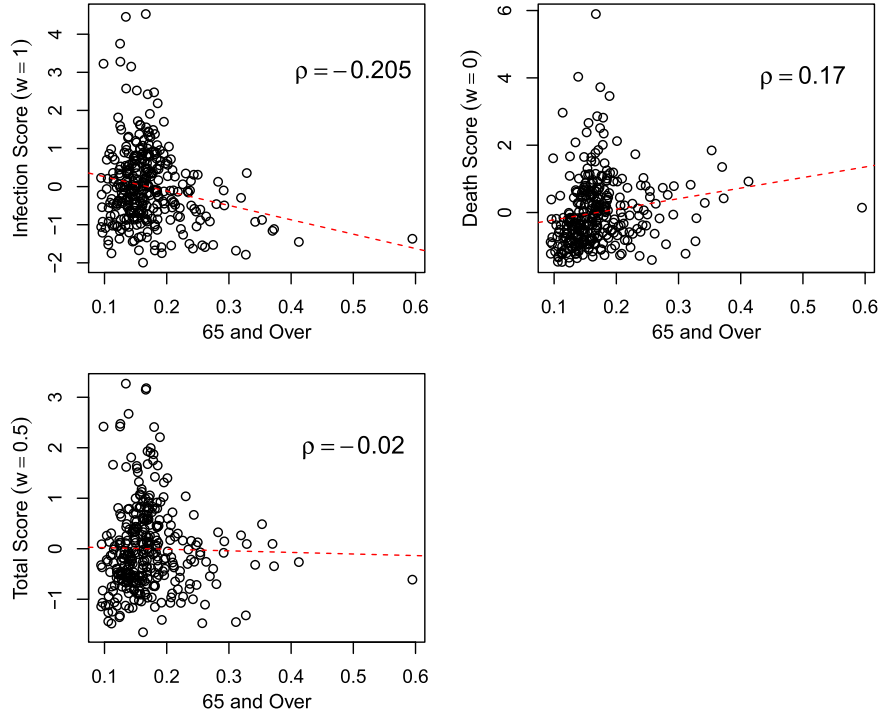 Infection Score (w = 1)
4
3
2
1
0
−1
−2
ρ = −0.205
0.1 0.2 0.3 0.4 0.5 0.6
65 and Over
Death Score (w = 0)
6
4
2
0
ρ = 0.17
0.1 0.2 0.3 0.4 0.5 0.6
65 and Over
Total Score (w = 0.5)
3
2
1
0
−1
ρ = −0.02
0.1 0.2 0.3 0.4 0.5 0.6
65 and Over